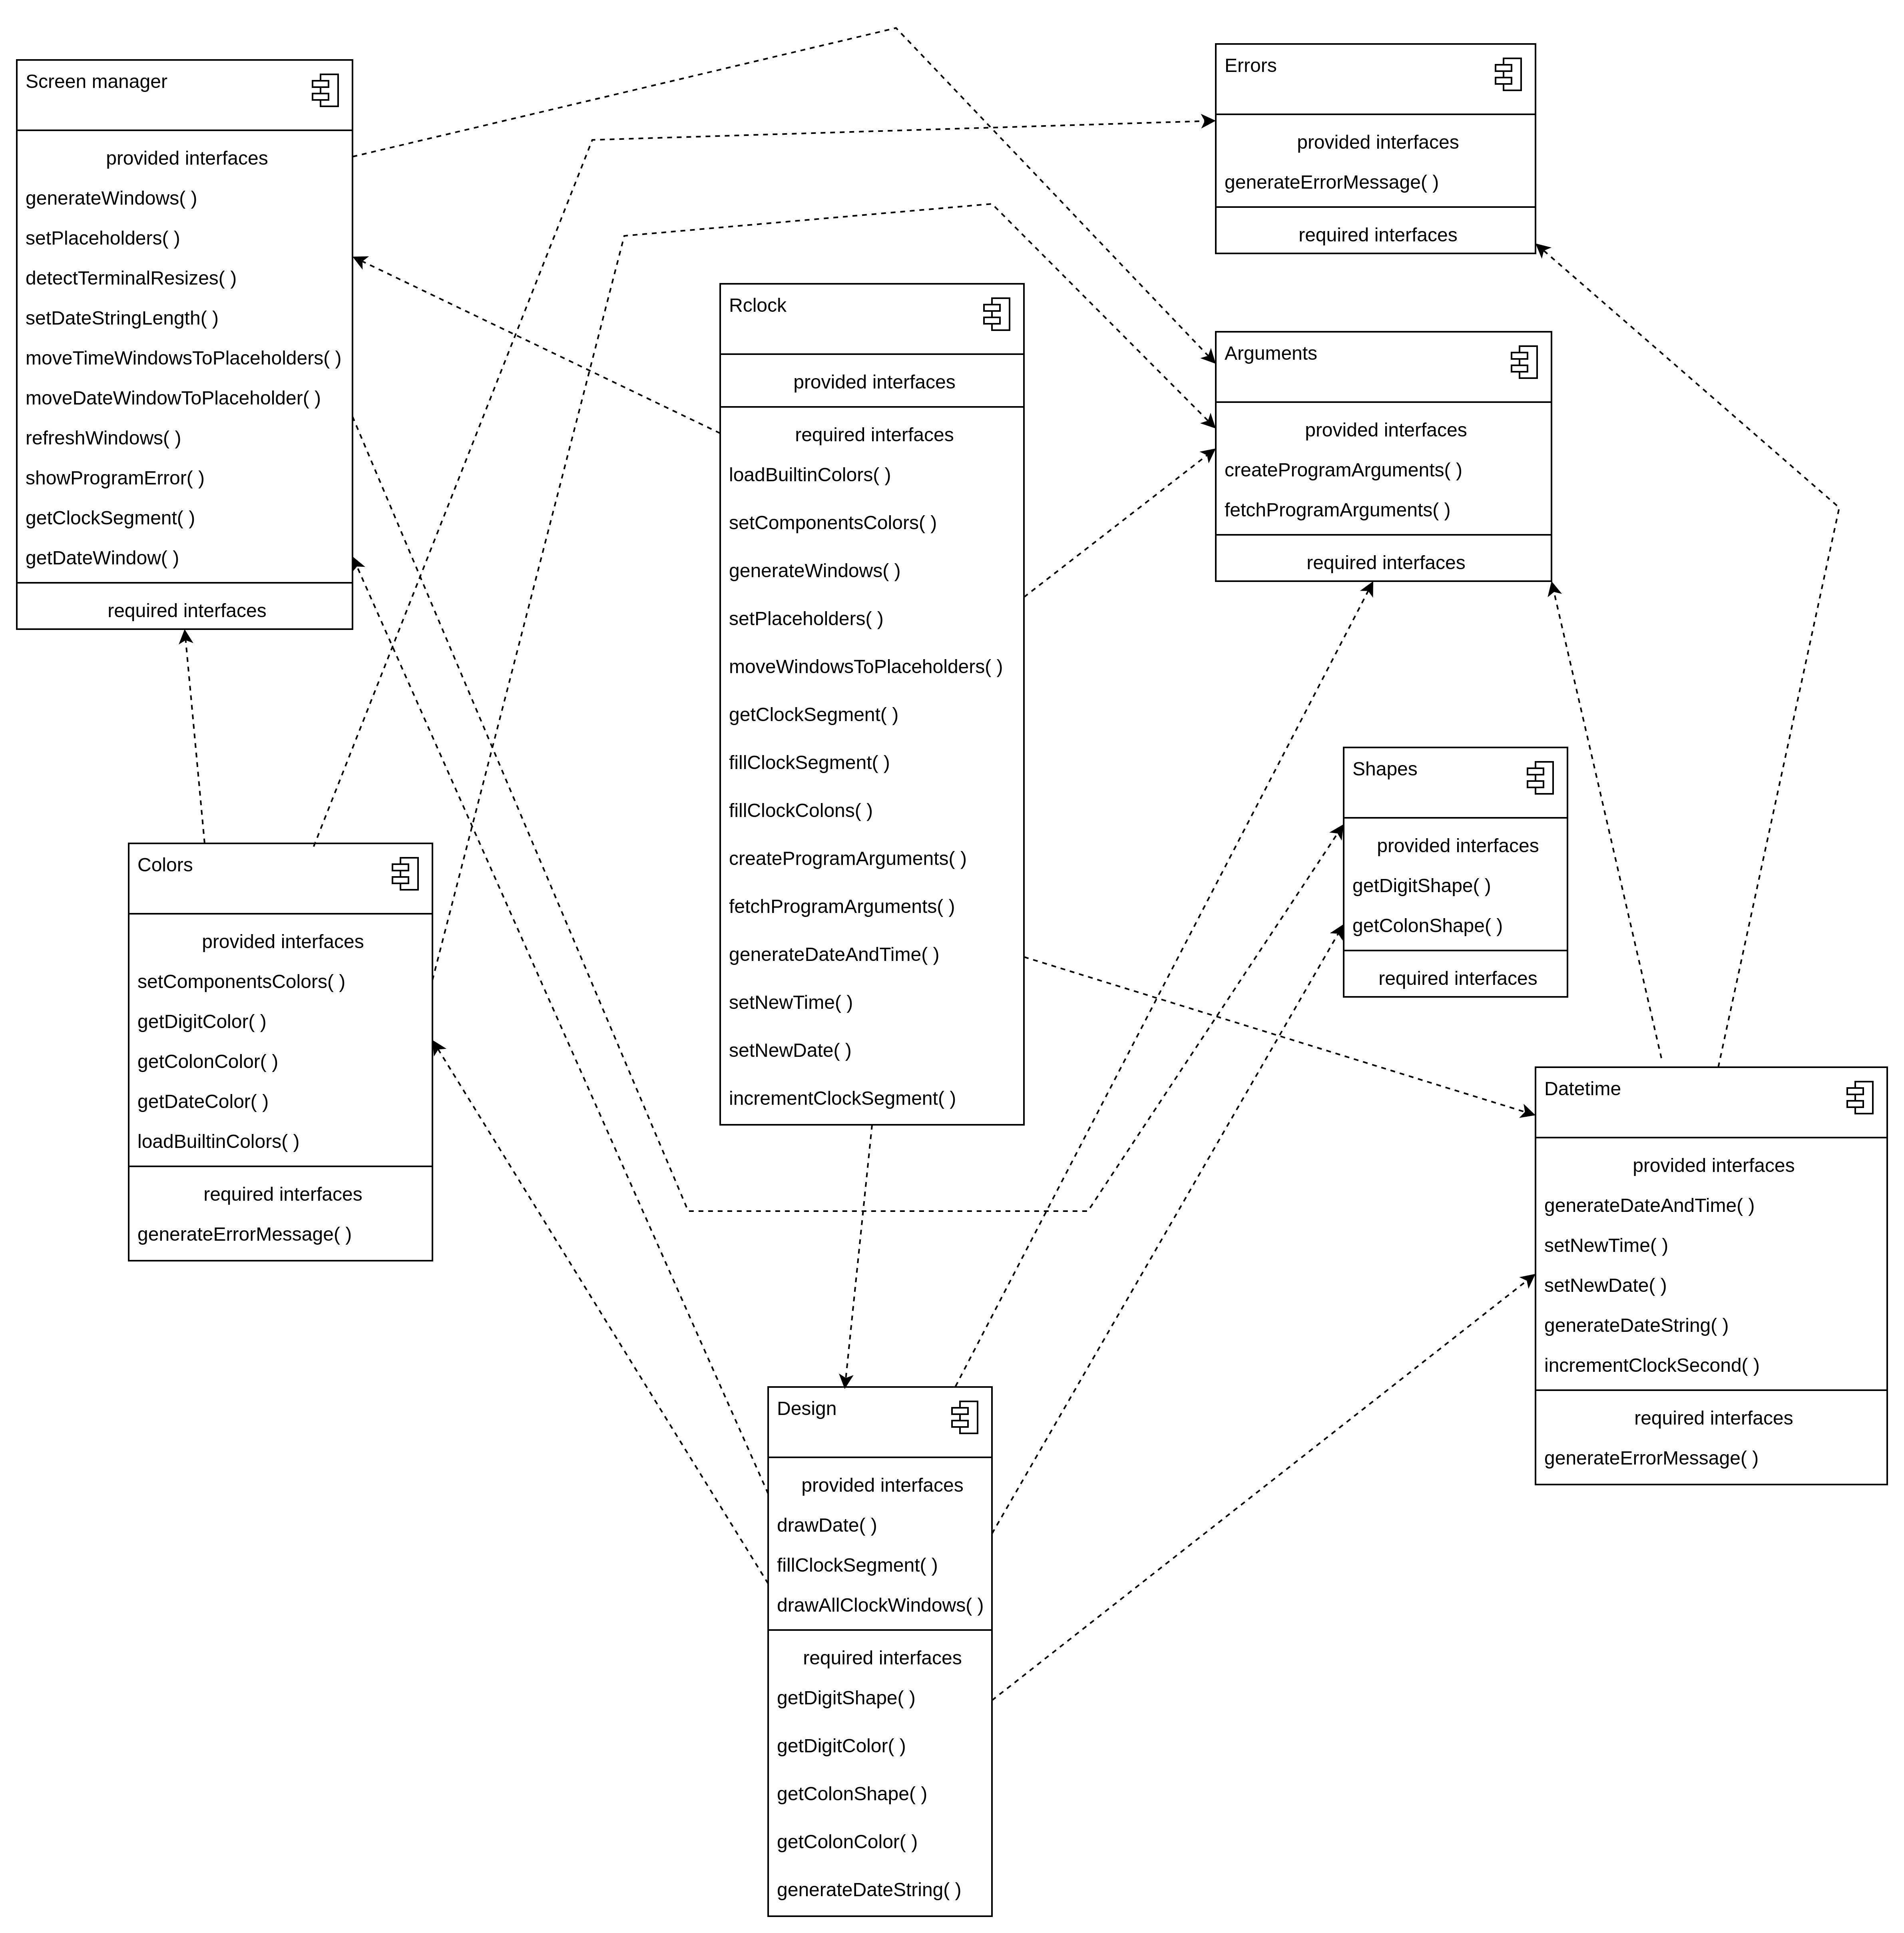 Screen manager
provided interfaces
generateWindows( )
setPlaceholders( )
detectTerminalResizes( )
setDateStringLength( )
moveTimeWindowsToPlaceholders( )
moveDateWindowToPlaceholder( )
refreshWindows( )
showProgramError( )
getClockSegment( )
getDateWindow( )
required interfaces
Errors
provided interfaces
generateErrorMessage( )
required interfaces
Rclock
provided interfaces
required interfaces
loadBuiltinColors( )
setComponentsColors( )
generateWindows( )
setPlaceholders( )
moveWindowsToPlaceholders( )
getClockSegment( )
fillClockSegment( )
fillClockColons( )
createProgramArguments( )
fetchProgramArguments( )
generateDateAndTime( )
setNewTime( )
setNewDate( )
incrementClockSegment( )
Arguments
provided interfaces
createProgramArguments( )
fetchProgramArguments( )
required interfaces
Shapes
provided interfaces
getDigitShape( )
getColonShape( )
required interfaces
Colors
provided interfaces
setComponentsColors( )
getDigitColor( )
getColonColor( )
getDateColor( )
loadBuiltinColors( )
required interfaces
generateErrorMessage( )
Datetime
provided interfaces
generateDateAndTime( )
setNewTime( )
setNewDate( )
generateDateString( )
incrementClockSecond( )
required interfaces
generateErrorMessage( )
Design
provided interfaces
drawDate( )
fillClockSegment( )
drawAllClockWindows( )
required interfaces
getDigitShape( )
getDigitColor( )
getColonShape( )
getColonColor( )
generateDateString( )